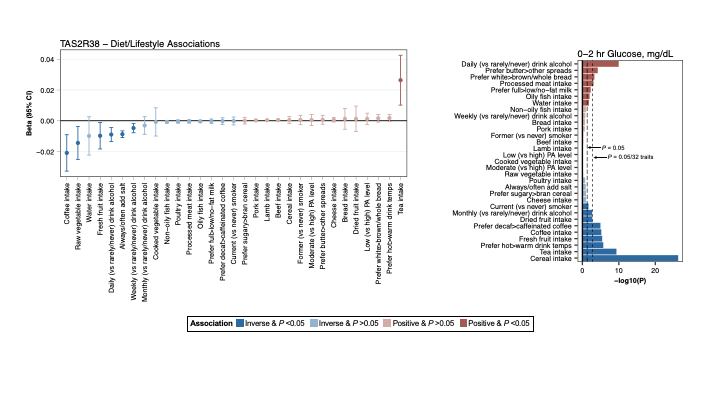 TAS2R38 – Diet/Lifestyle Associations
Beta (95% CI)
0.04
0.02
0.00
−0.02
Coffee intake
Raw vegetable intake
Water intake
Fresh fruit intake
Daily (vs rarely/never) drink alcohol
Always/often add salt
Weekly (vs rarely/never) drink alcohol
Monthly (vs rarely/never) drink alcohol
Cooked vegetable intake
Non−oily fish intake
Poultry intake
Processed meat intake
Oily fish intake
Prefer full>low/no−fat milk
Prefer decaf>caffeinated coffee
Current (vs never) smoker
Prefer sugary>bran cereal
Pork intake
Lamb intake
Beef intake
Cereal intake
Former (vs never) smoker
Moderate (vs high) PA level
Prefer butter>other spreads
Cheese intake
Bread intake
Dried fruit intake
Low (vs high) PA level
Prefer white>brown/whole bread
Prefer hot>warm drink temps
Tea intake
0−2 hr Glucose, mg/dL
Daily (vs rarely/never) drink alcohol
Prefer butter>other spreads
Prefer white>brown/whole bread
Processed meat intake
Prefer full>low/no−fat milk
Oily fish intake
Water intake
Non−oily fish intake
Weekly (vs rarely/never) drink alcohol
Bread intake
Pork intake
Former (vs never) smoker
Beef intake
Lamb intake
Low (vs high) PA level
Cooked vegetable intake
Moderate (vs high) PA level
Raw vegetable intake
Poultry intake
Always/often add salt
Prefer sugary>bran cereal
Cheese intake
Current (vs never) smoker
Monthly (vs rarely/never) drink alcohol
Dried fruit intake
Prefer decaf>caffeinated coffee
Coffee intake
Fresh fruit intake
Prefer hot>warm drink temps
Tea intake
Cereal intake
P = 0.05
P = 0.05/32 traits
0
10
20
−log10(P)
Association
Inverse & P <0.05
Inverse & P >0.05
Positive & P >0.05
Positive & P <0.05